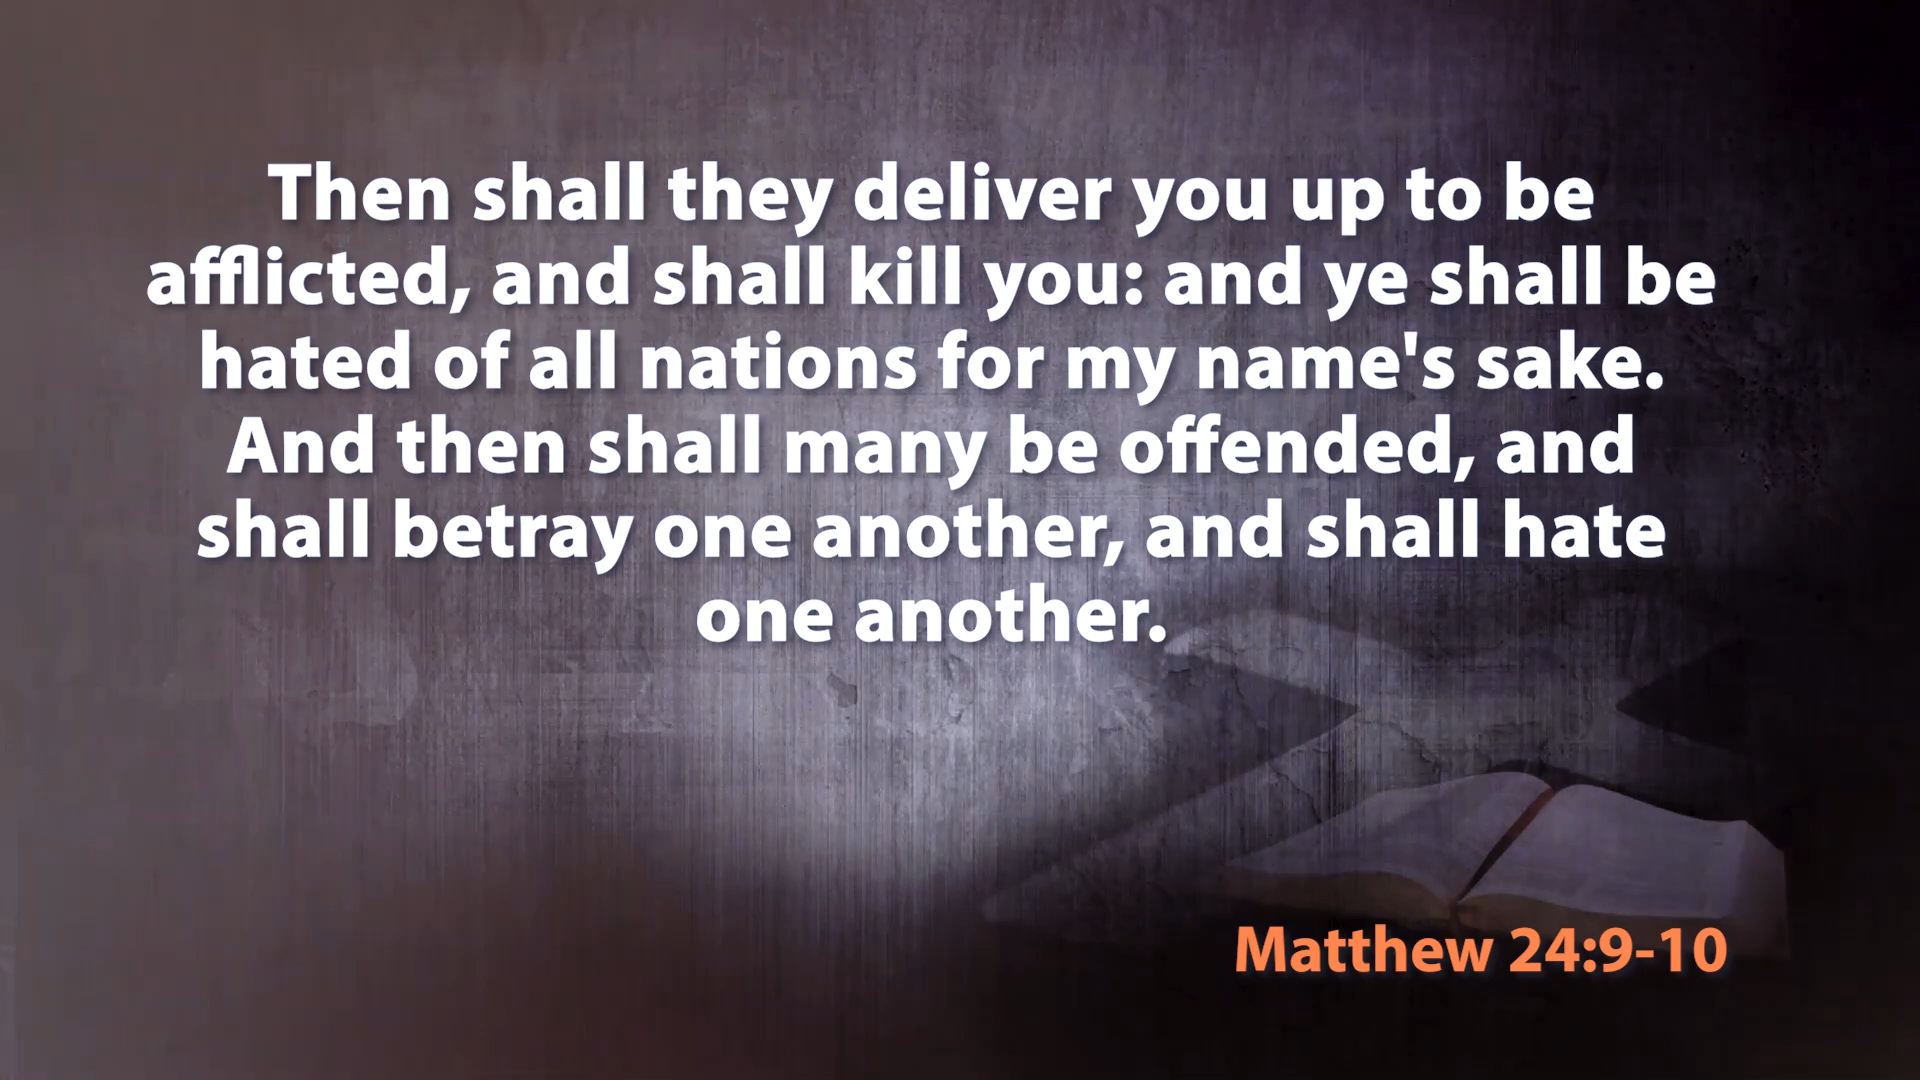 Then shall they deliver you up to be
afflicted, and shall kill you: and ye shall be
hated of all nations for my name's sake.
And then shall many be offended, and
shall betray one another, and shall hate
one another.
Matthew 24:9-10